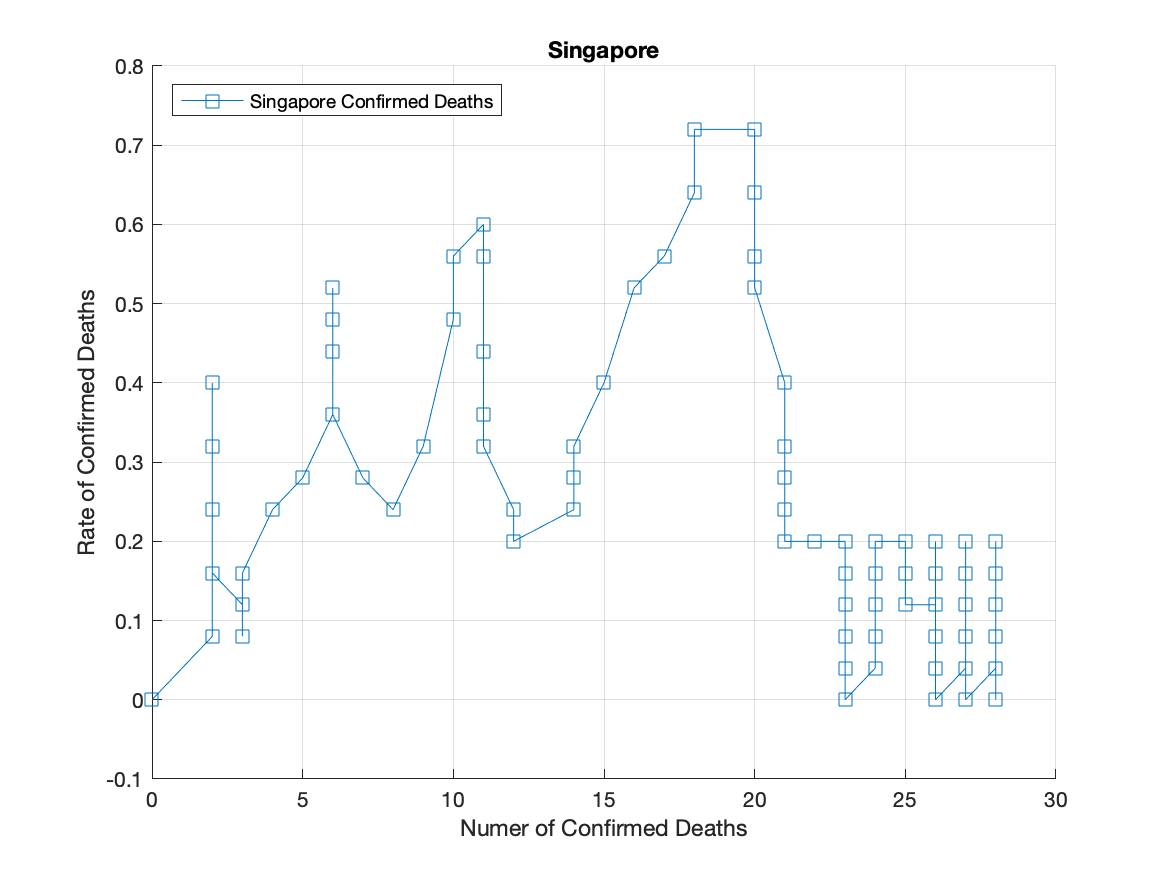 Singapore
Singapore Confirmed Deaths
0.8
0.7
0.6
0.5
0.4
0.3
0.2
0.1
0
-0.1
Rate of Confirmed Deaths
0 5 10 15 20 25 30
Numer of Confirmed Deaths